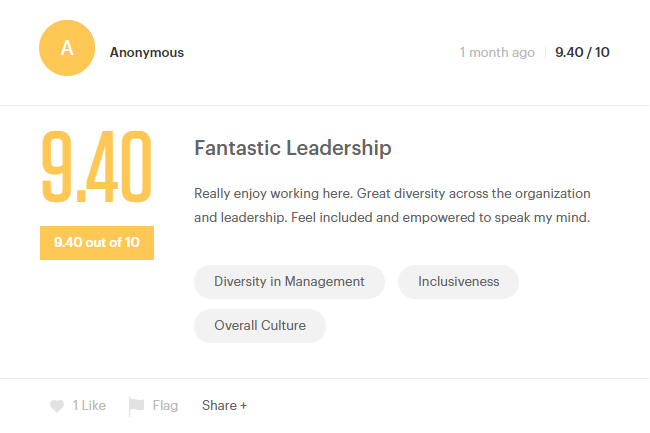 A
Anonymous
1 month ago
9.40 / 10
9.40
9.40 out of 10
Fantastic Leadership
Really enjoy working here. Great diversity across the organization
and leadership. Feel included and empowered to speak my mind.
Diversity in Management
Inclusiveness
Overall Culture
1 Like
Flag
Share +